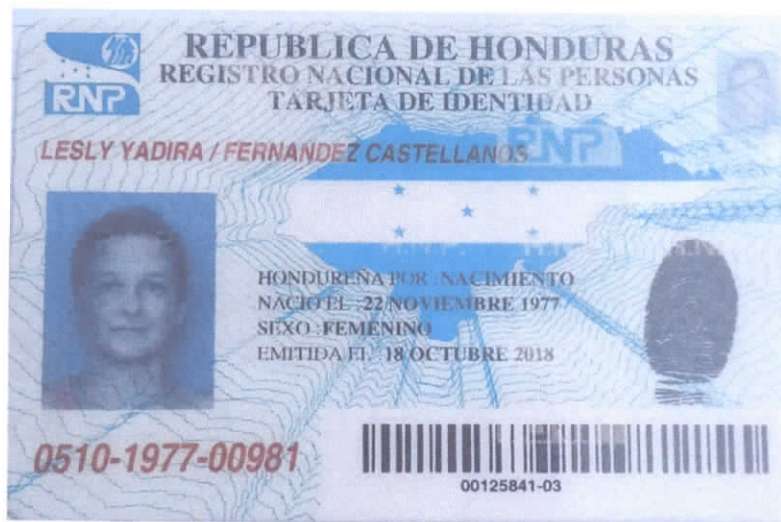 REPUBLICA DE HONDURAS
REGISTRO NACIONAL DE LAS PERSONAS
TARJETA DE IDENTIDAD
RNP
LESLY YADIRA / FERNANDEZ CASTELLANOS
RNP
HONDUREÑA POR : NACIMIENTO
NACIO EL : 22 NOVIEMBRE 1977
SEXO : FEMENINO
EMITIDA EL 18 OCTUBRE 2018
0510-1977-00981
00125841-03